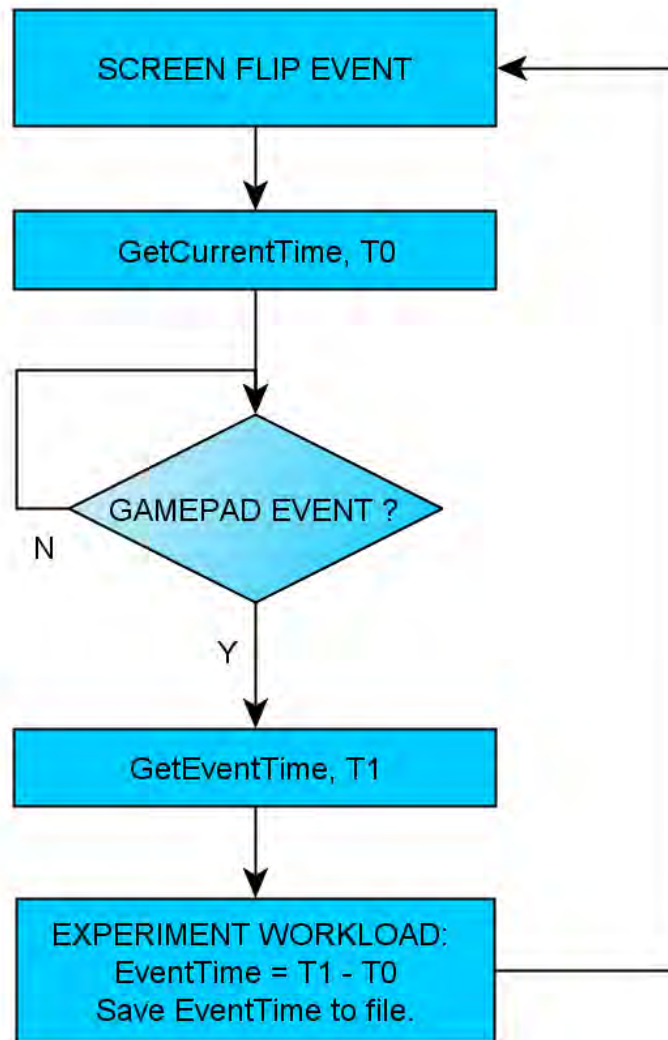 SCREEN FLIP EVENT
GetCurrentTime, T0
GAMEPAD EVENT ?
N
Y
GetEventTime, T1
EXPERIMENT WORKLOAD:
EventTime = T1 - T0
Save EventTime to file.